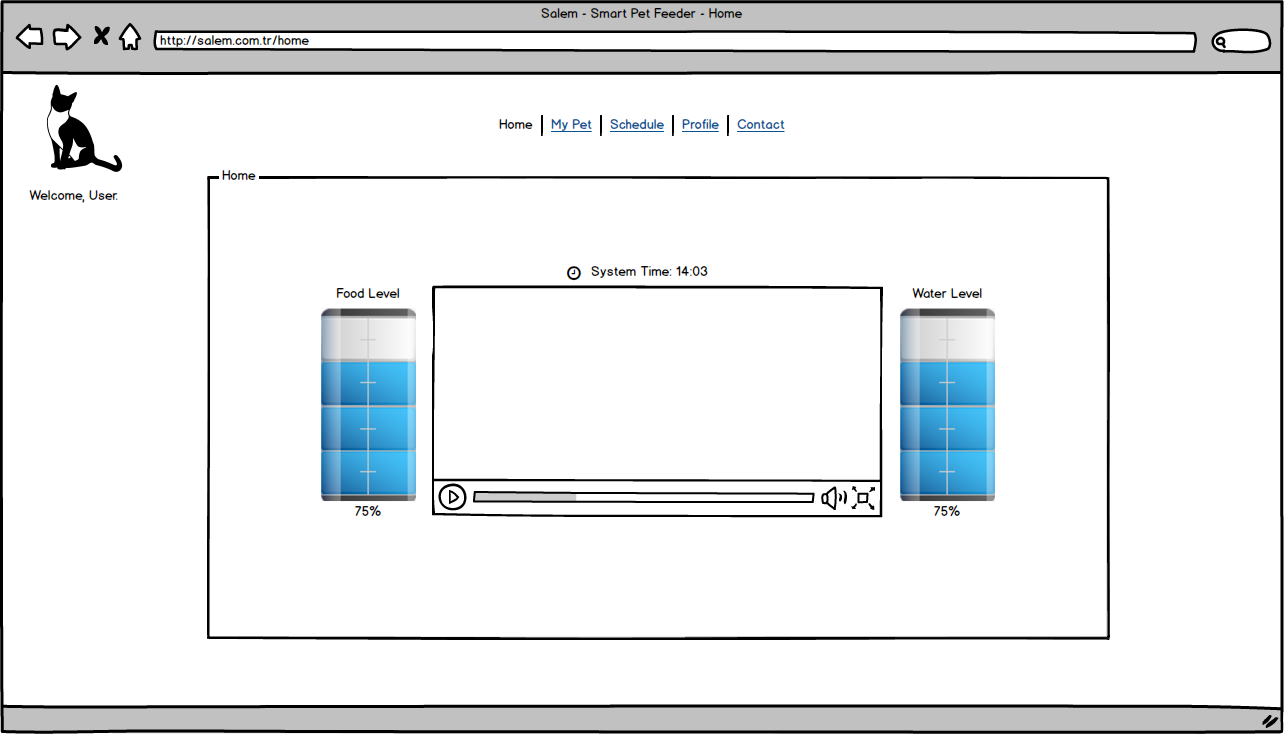 Salem - Smart Pet Feeder - Home
http://salem.com.tr/home
Home | My Pet | Schedule | Profile | Contact
Welcome, User.
Home
System Time: 14:03
Food Level
Water Level
75%
75%